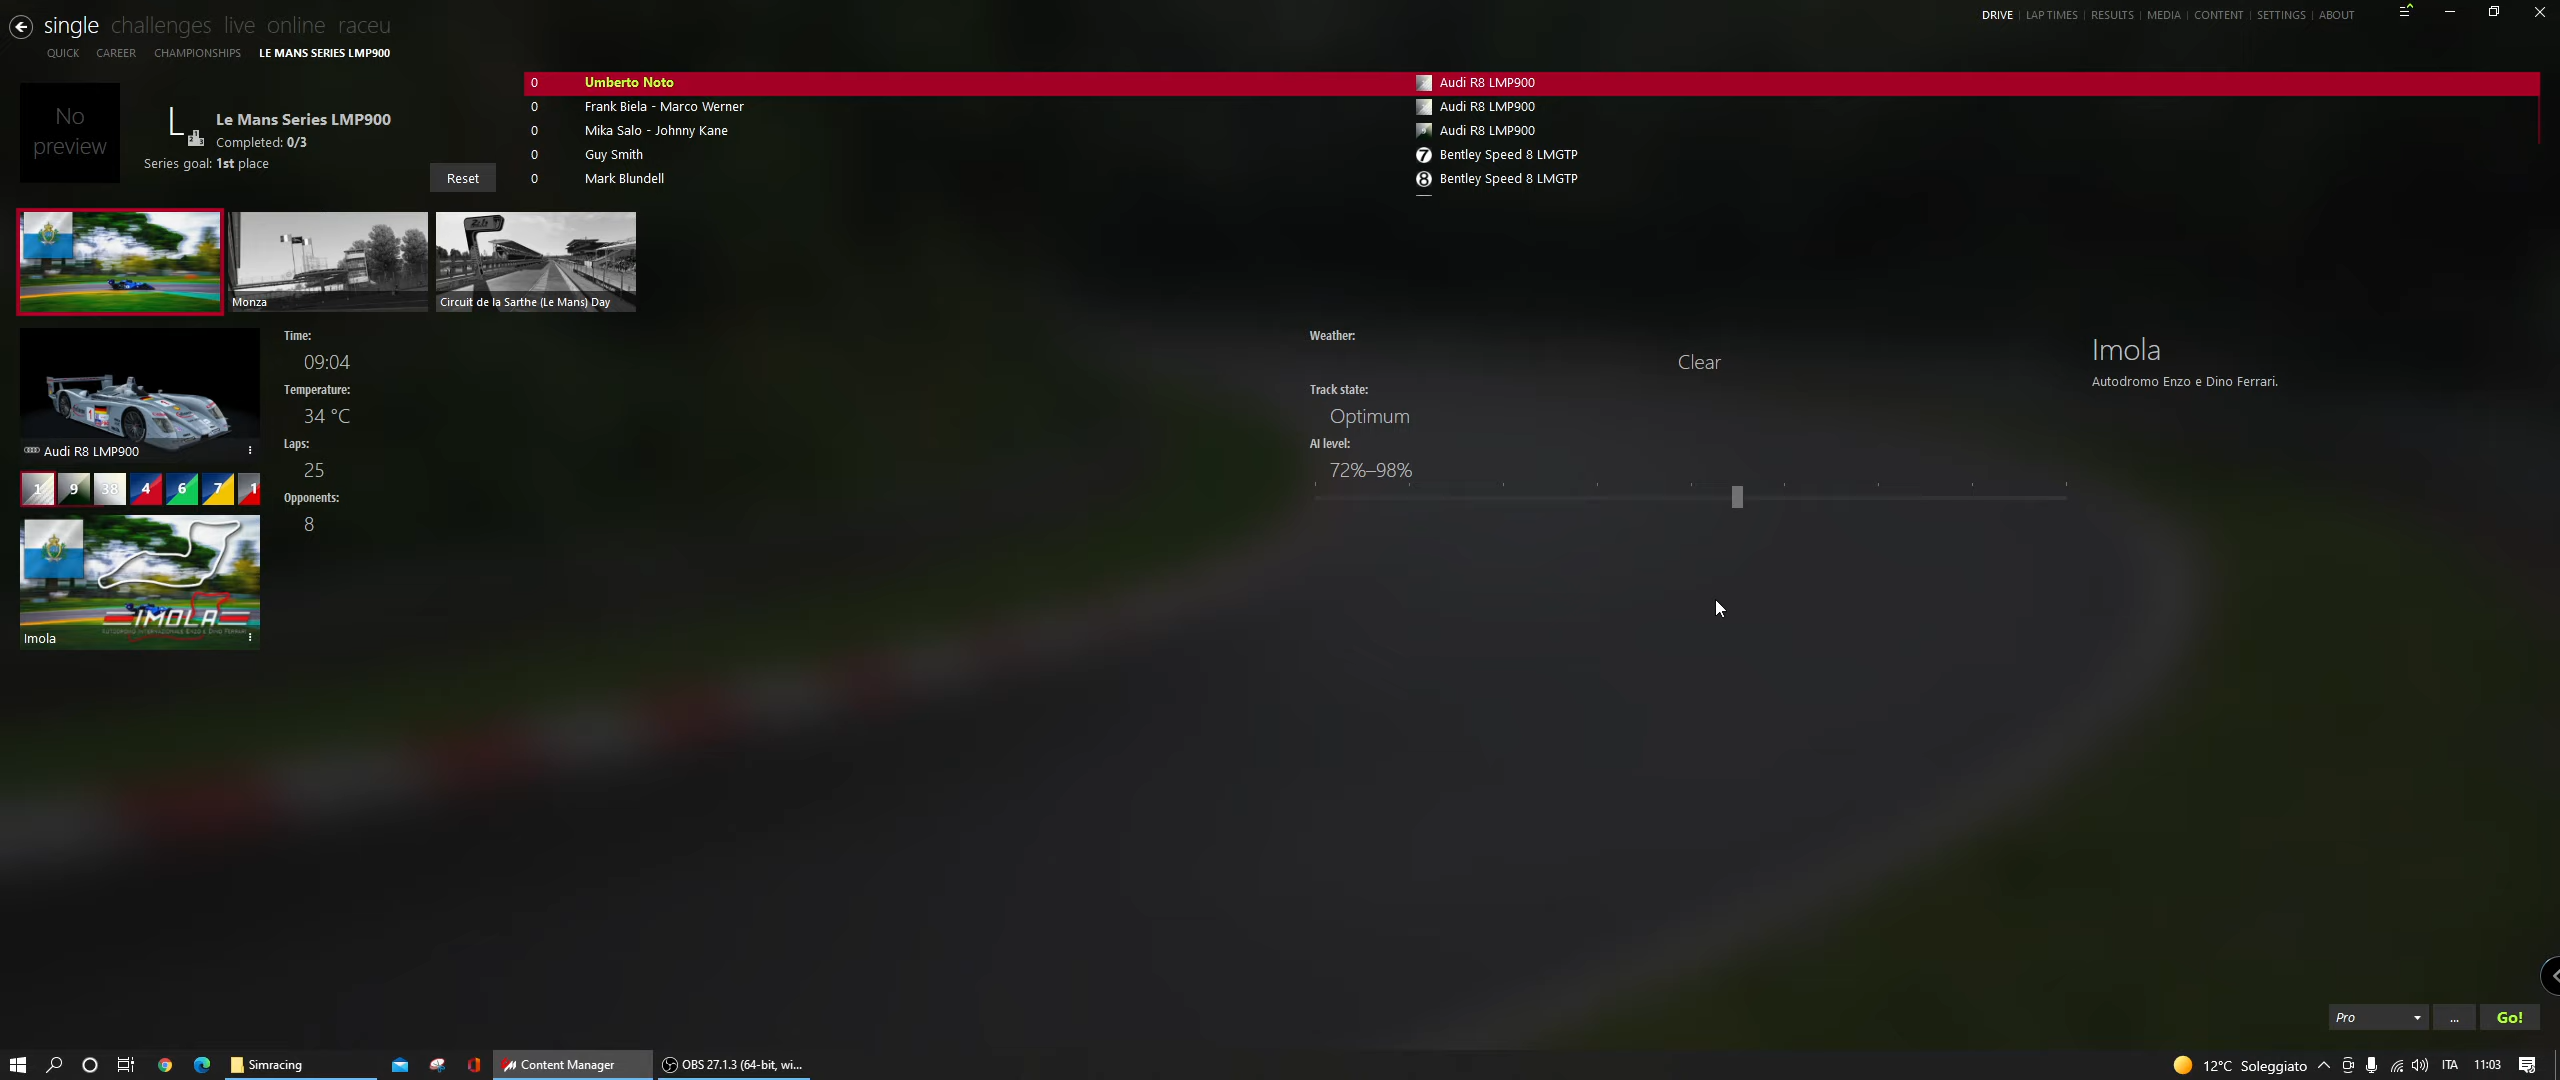 single challenges live online raceu
DRIVE | LAP TIMES | RESULTS | MEDIA | CONTENT | SETTINGS | ABOUT
QUICK CAREER CHAMPIONSHIPS LE MANS SERIES LMP900
No preview
Le Mans Series LMP900
Completed: 0/3
Series goal: 1st place
Reset
0 Umberto Noto Audi R8 LMP900
0 Frank Biela - Marco Werner Audi R8 LMP900
0 Mika Salo - Johnny Kane Audi R8 LMP900
0 Guy Smith 7 Bentley Speed 8 LMGTP
0 Mark Blundell 8 Bentley Speed 8 LMGTP
Monza
Circuit de la Sarthe (Le Mans) Day
Audi R8 LMP900
1 9 38 4 6 7 1
IMOLA
Imola
Time:
09:04
Temperature:
34 °C
Laps:
25
Opponents:
8
Weather:
Clear
Track state:
Optimum
AI level:
72%–98%
Imola
Autodromo Enzo e Dino Ferrari.
Pro ... Go!
Simracing
Content Manager
OBS 27.1.3 (64-bit, wi...
12°C Soleggiato
ITA
11:03